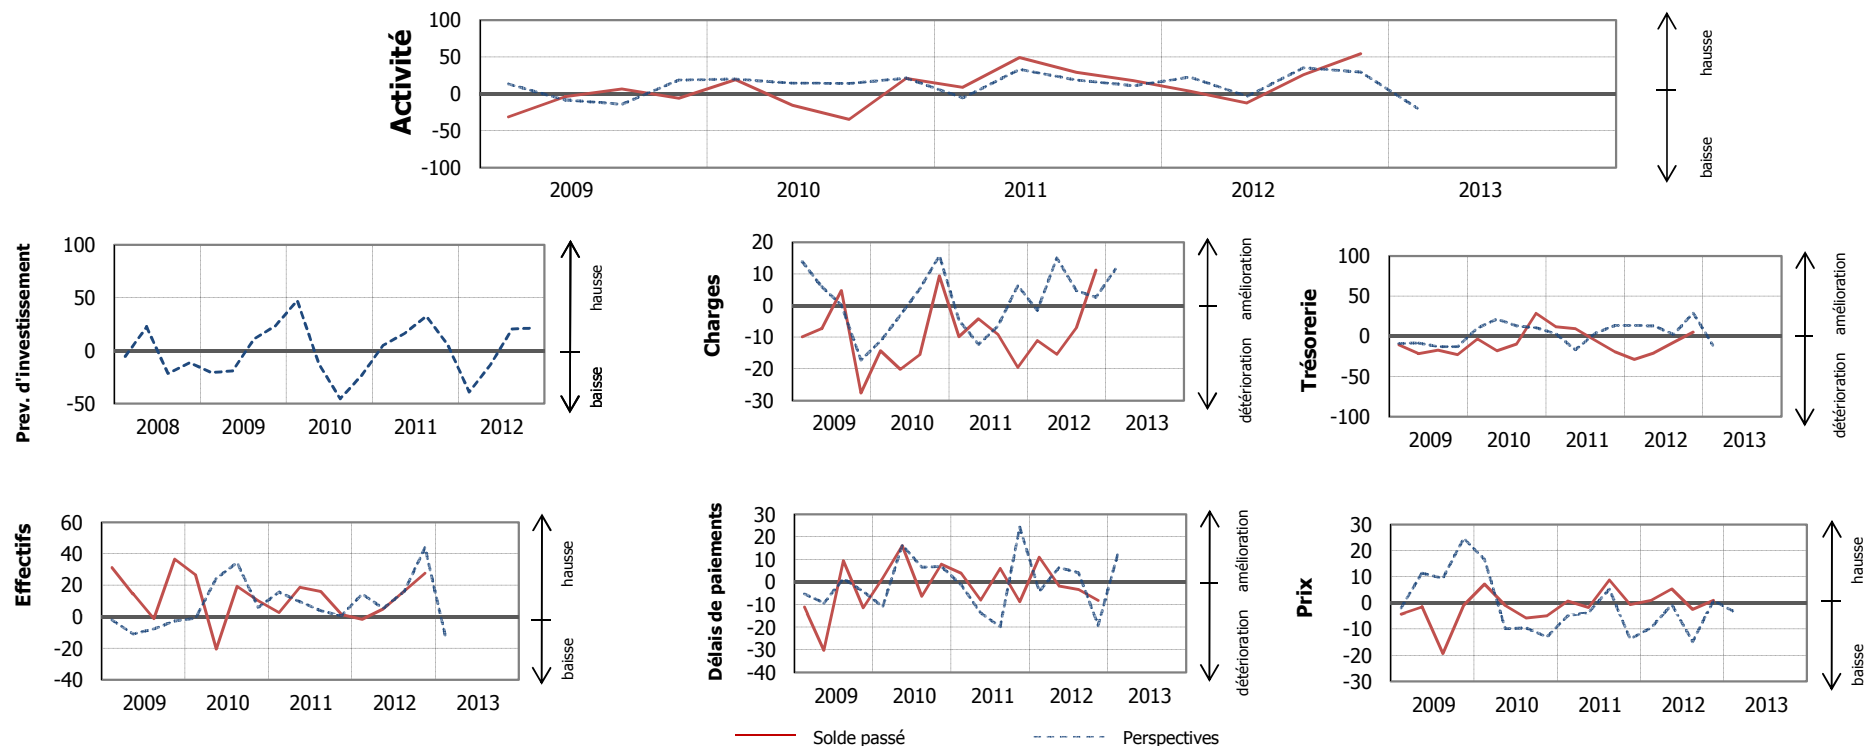 Activité
100
50
0
-50
-100
2009 2010 2011 2012 2013
hausse
baisse
Prev. d'investissement
100
50
0
-50
2008 2009 2010 2011 2012
hausse
baisse
Charges
20
10
0
-10
-20
-30
2009 2010 2011 2012 2013
amélioration
détérioration
Trésorerie
100
50
0
-50
-100
2009 2010 2011 2012 2013
amélioration
détérioration
Effectifs
60
40
20
0
-20
-40
2009 2010 2011 2012 2013
hausse
baisse
Délais de paiements
30
20
10
0
-10
-20
-30
-40
2009 2010 2011 2012 2013
amélioration
détérioration
Prix
30
20
10
0
-10
-20
-30
2009 2010 2011 2012 2013
hausse
baisse
Solde passé Perspectives